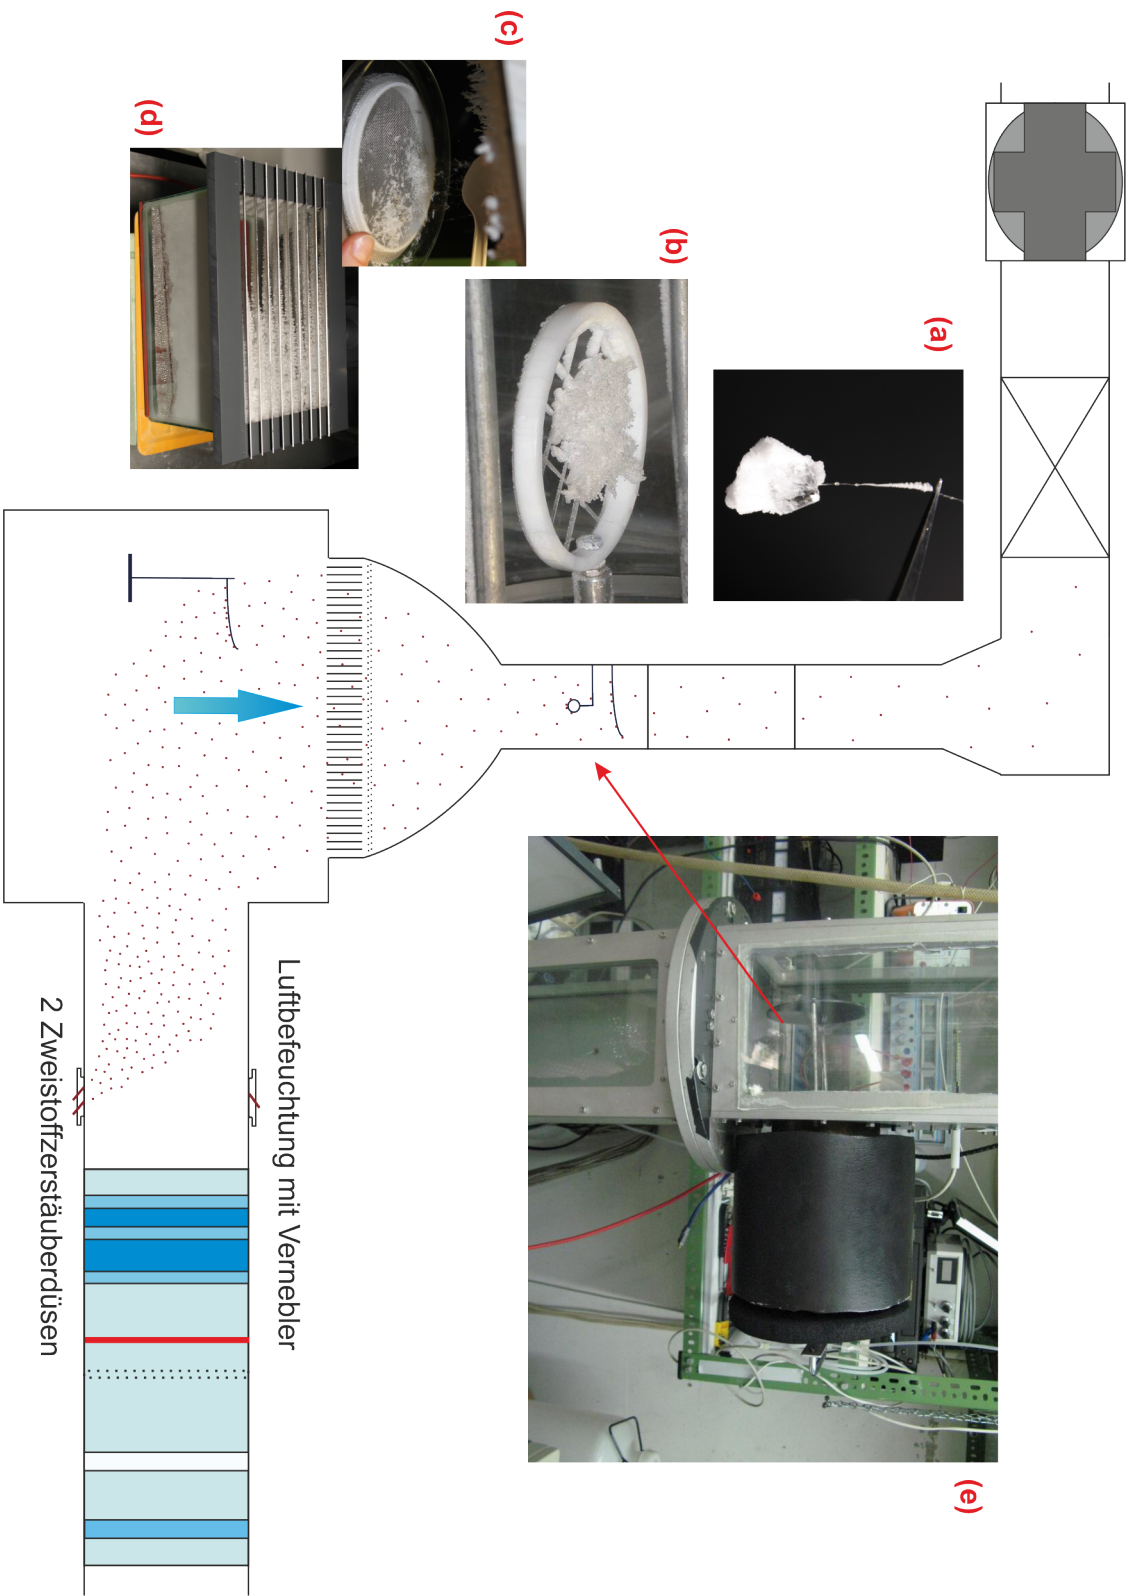 (a)
(b)
(c)
(d)
(e)
Luftbefeuchtung mit Vernebler
2 Zweistoffzerstäuberdüsen